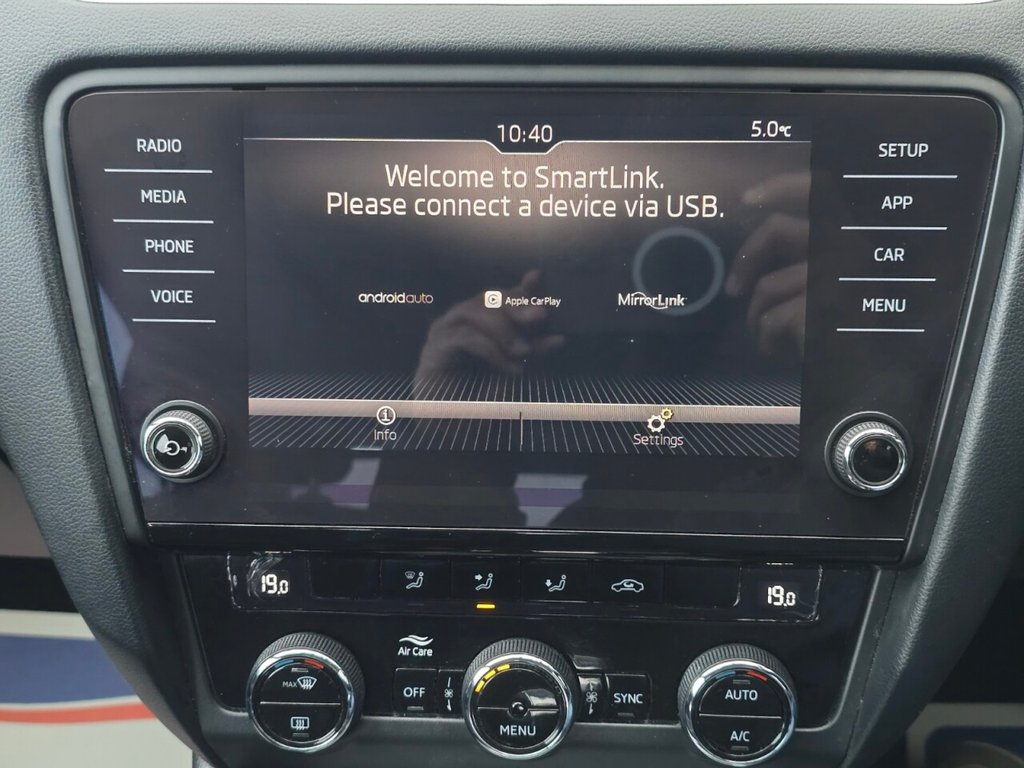 10:40
5.0°C
RADIO
MEDIA
PHONE
VOICE
Welcome to SmartLink.
Please connect a device via USB.
androidauto
Apple CarPlay
MirrorLink
Info
Settings
SETUP
APP
CAR
MENU
19.0
19.0
Air Care
MAX
OFF
MENU
SYNC
AUTO
A/C